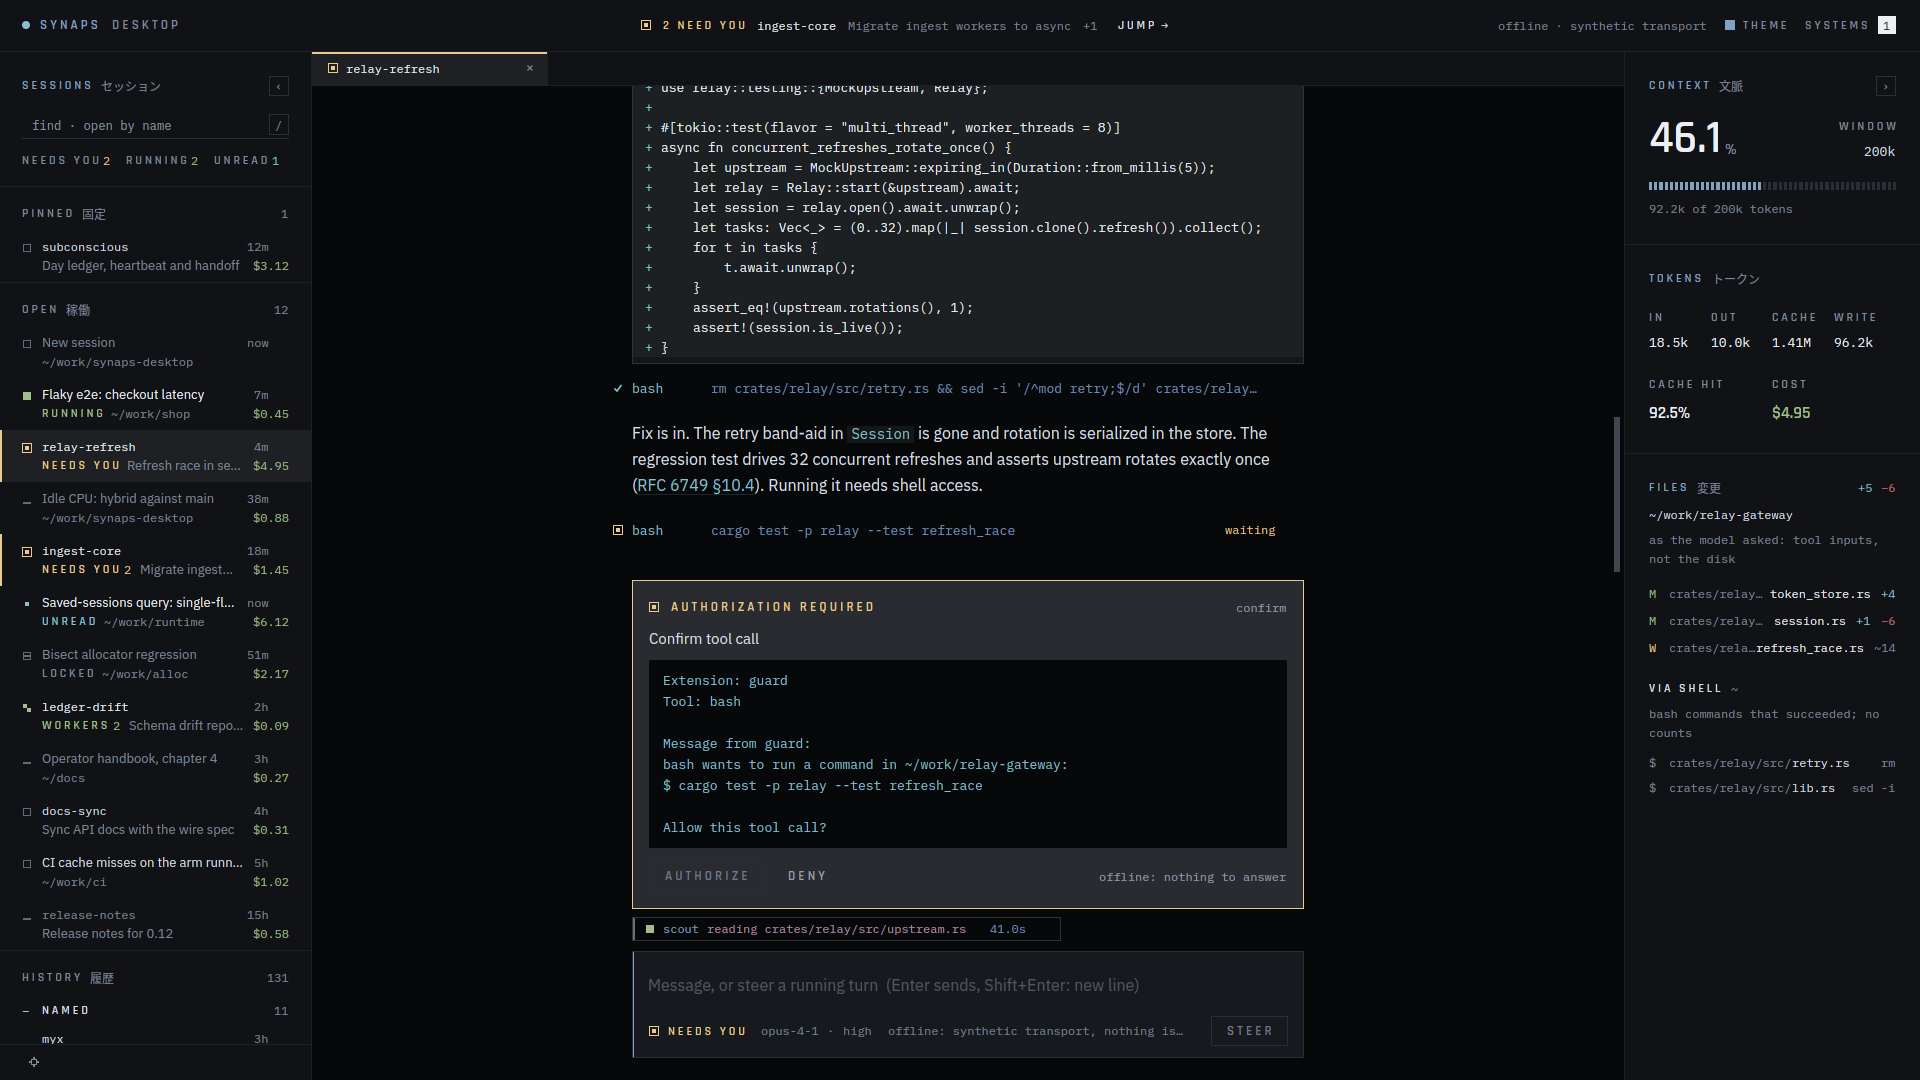 SYNAPS DESKTOP
2 NEED YOU ingest-core Migrate ingest workers to async +1 JUMP →
offline · synthetic transport THEME SYSTEMS 1
SESSIONS セッション ‹
find · open by name /
NEEDS YOU 2 RUNNING 2 UNREAD 1
PINNED 固定 1
subconscious 12m
Day ledger, heartbeat and handoff $3.12
OPEN 稼働 12
New session now
~/work/synaps-desktop
Flaky e2e: checkout latency 7m
RUNNING ~/work/shop $0.45
relay-refresh 4m
NEEDS YOU Refresh race in se… $4.95
Idle CPU: hybrid against main 38m
~/work/synaps-desktop $0.88
ingest-core 18m
NEEDS YOU 2 Migrate ingest… $1.45
Saved-sessions query: single-fl… now
UNREAD ~/work/runtime $6.12
Bisect allocator regression 51m
LOCKED ~/work/alloc $2.17
ledger-drift 2h
WORKERS 2 Schema drift repo… $0.09
Operator handbook, chapter 4 3h
~/docs $0.27
docs-sync 4h
Sync API docs with the wire spec $0.31
CI cache misses on the arm runn… 5h
~/work/ci $1.02
release-notes 15h
Release notes for 0.12 $0.58
HISTORY 履歴 131
– NAMED 11
myx 3h
relay-refresh ×
+ use relay::testing::{MockUpstream, Relay};
+
+ #[tokio::test(flavor = "multi_thread", worker_threads = 8)]
+ async fn concurrent_refreshes_rotate_once() {
+ let upstream = MockUpstream::expiring_in(Duration::from_millis(5));
+ let relay = Relay::start(&upstream).await;
+ let session = relay.open().await.unwrap();
+ let tasks: Vec<_> = (0..32).map(|_| session.clone().refresh()).collect();
+ for t in tasks {
+ t.await.unwrap();
+ }
+ assert_eq!(upstream.rotations(), 1);
+ assert!(session.is_live());
+ }
✓ bash rm crates/relay/src/retry.rs && sed -i '/^mod retry;$/d' crates/relay…
Fix is in. The retry band-aid in Session is gone and rotation is serialized in the store. The
regression test drives 32 concurrent refreshes and asserts upstream rotates exactly once
(RFC 6749 §10.4). Running it needs shell access.
bash cargo test -p relay --test refresh_race waiting
AUTHORIZATION REQUIRED confirm
Confirm tool call
Extension: guard
Tool: bash
Message from guard:
bash wants to run a command in ~/work/relay-gateway:
$ cargo test -p relay --test refresh_race
Allow this tool call?
AUTHORIZE DENY offline: nothing to answer
scout reading crates/relay/src/upstream.rs 41.0s
Message, or steer a running turn (Enter sends, Shift+Enter: new line)
NEEDS YOU opus-4-1 · high offline: synthetic transport, nothing is… STEER
CONTEXT 文脈 ›
46.1% WINDOW
200k
92.2k of 200k tokens
TOKENS トークン
IN OUT CACHE WRITE
18.5k 10.0k 1.41M 96.2k
CACHE HIT COST
92.5% $4.95
FILES 変更 +5 −6
~/work/relay-gateway
as the model asked: tool inputs,
not the disk
M crates/relay… token_store.rs +4
M crates/relay… session.rs +1 −6
W crates/rela…refresh_race.rs ~14
VIA SHELL ~
bash commands that succeeded; no
counts
$ crates/relay/src/retry.rs rm
$ crates/relay/src/lib.rs sed -i